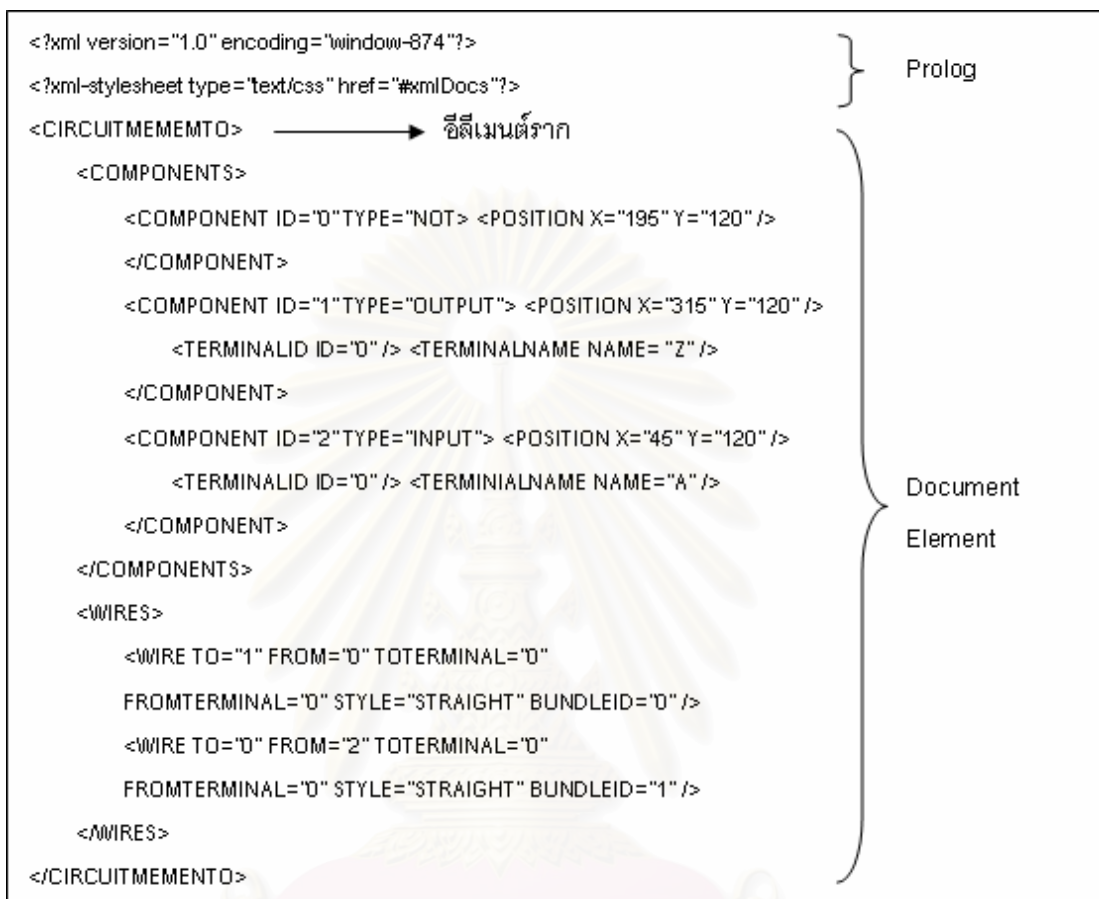 <?xml version="1.0" encoding="window-874"?>
<?xml-stylesheet type="text/css" href="#xmlDocs"?>
Prolog
<CIRCUITMEMEMTO> อีลีเมนต์ราก
<COMPONENTS>
<COMPONENT ID="0"TYPE="NOT> <POSITION X="195" Y="120" />
</COMPONENT>
<COMPONENT ID="1"TYPE="OUTPUT"> <POSITION X="315" Y="120" />
<TERMINALID ID="0" /> <TERMINALNAME NAME= "Z" />
</COMPONENT>
<COMPONENT ID="2"TYPE="INPUT"> <POSITION X="45" Y="120" />
<TERMINALID ID="0" /> <TERMINIALNAME NAME="A" />
</COMPONENT>
</COMPONENTS>
<WIRES>
<WIRE TO="1" FROM="0" TOTERMINAL="0"
FROMTERMINAL="0" STYLE="STRAIGHT" BUNDLEID="0" />
<WIRE TO="0" FROM="2" TOTERMINAL="0"
FROMTERMINAL="0" STYLE="STRAIGHT" BUNDLEID="1" />
</WIRES>
</CIRCUITMEMENTO>
Document
Element